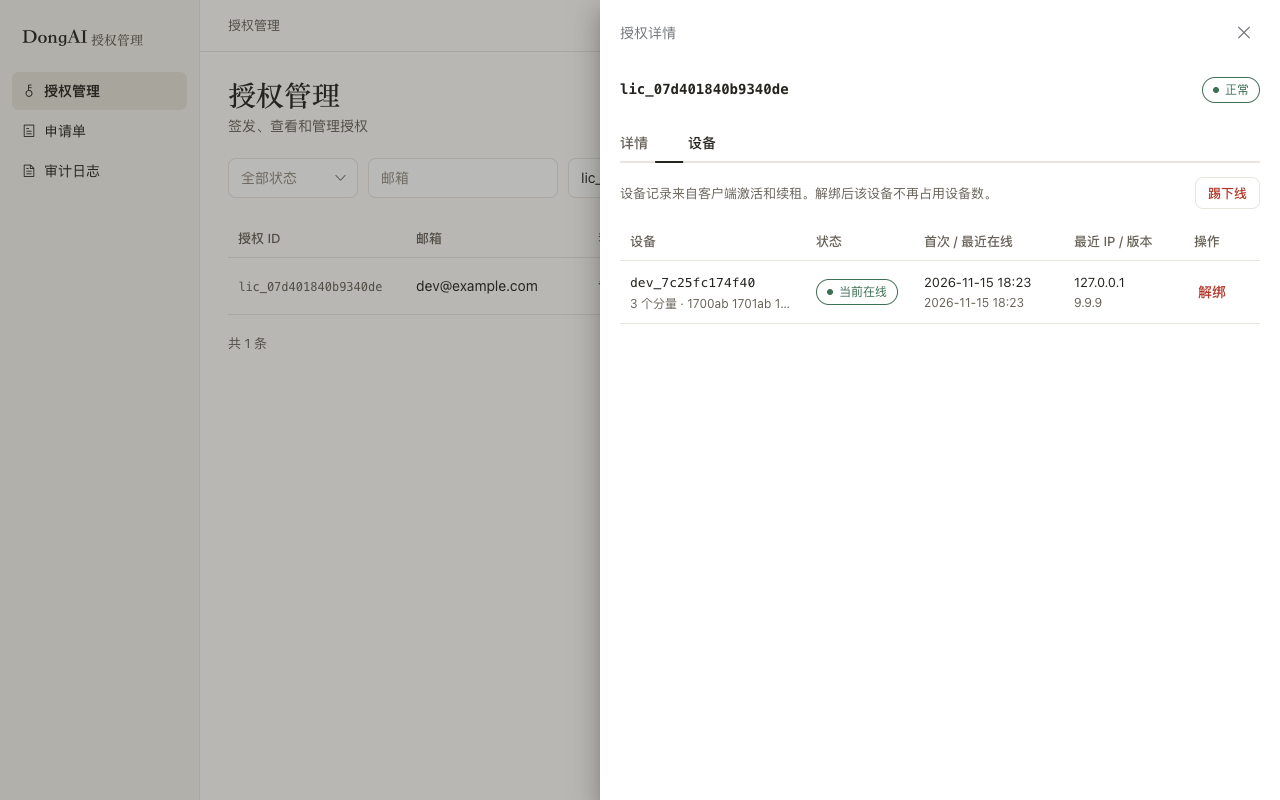 DongAI 授权管理
授权管理
申请单
审计日志
授权管理
授权管理
签发、查看和管理授权
全部状态
邮箱
lic_
授权 ID
邮箱
lic_07d401840b9340de
dev@example.com
共 1 条
授权详情
lic_07d401840b9340de
正常
详情
设备
设备记录来自客户端激活和续租。解绑后该设备不再占用设备数。
踢下线
设备
状态
首次 / 最近在线
最近 IP / 版本
操作
dev_7c25fc174f40
3 个分量 · 1700ab 1701ab 1...
当前在线
2026-11-15 18:23
2026-11-15 18:23
127.0.0.1
9.9.9
解绑